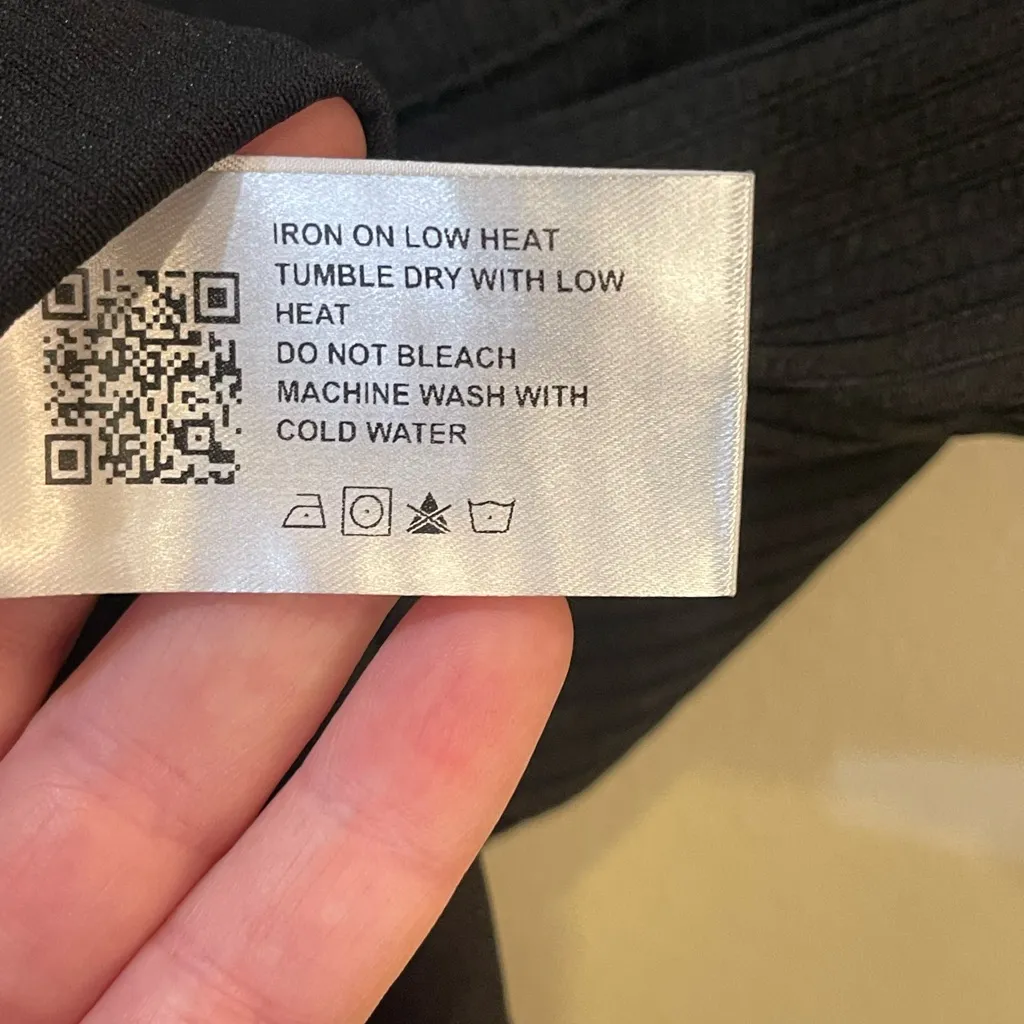 IRON ON LOW HEAT
TUMBLE DRY WITH LOW
HEAT
DO NOT BLEACH
MACHINE WASH WITH
COLD WATER